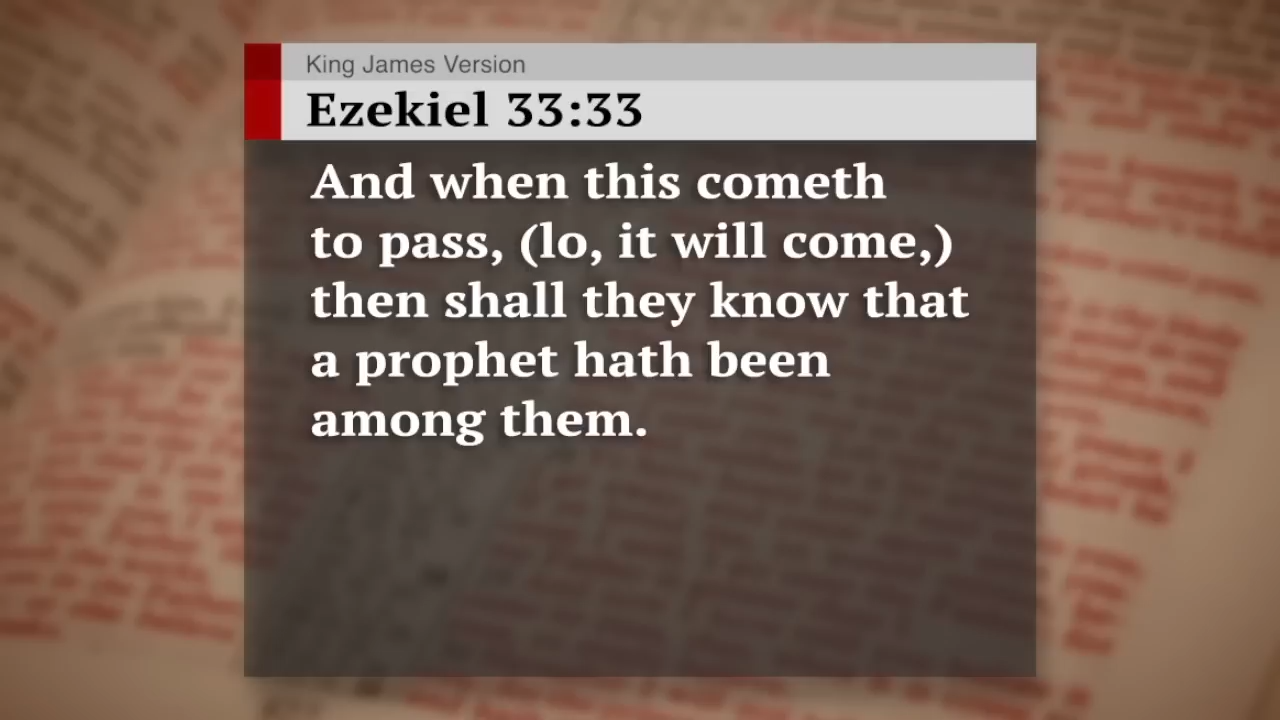 King James Version
Ezekiel 33:33
And when this cometh
to pass, (lo, it will come,)
then shall they know that
a prophet hath been
among them.